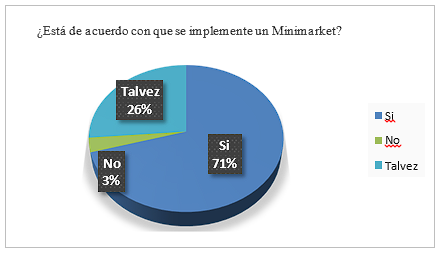 ¿Está de acuerdo con que se implemente un Minimarket?
Talvez
26%
Si
71%
No
3%
Si
No
Talvez